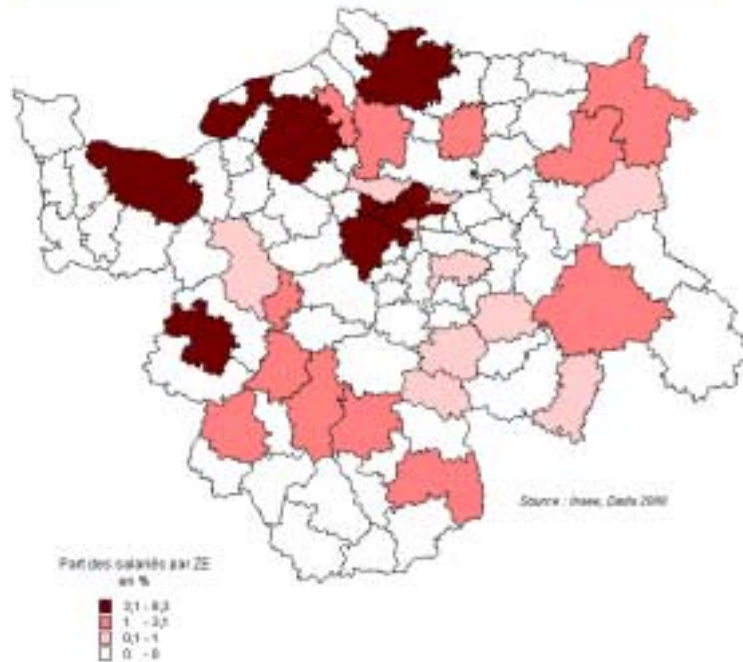 Source : Insee, Dads 2000
Part des salariés par ZE
en %
3,1 - 8,3
1 - 3,1
0,1 - 1
0 - 0